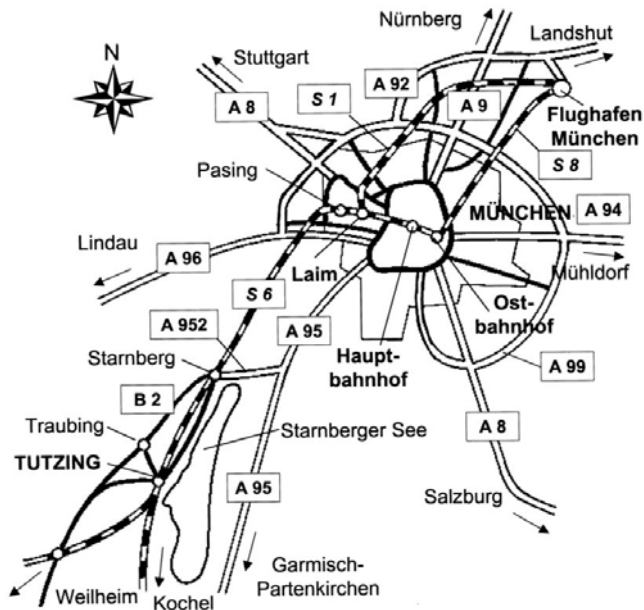 Nürnberg
Landshut
N
Stuttgart
A 92
S 1
A 9
A 8
Flughafen
München
S 8
Pasing
MÜNCHEN
A 94
Lindau
A 96
Laim
Mühldorf
S 6
Ost-
bahnhof
A 952
A 95
Haupt-
bahnhof
A 99
Starnberg
B 2
Traubing
Starnberger See
A 8
TUTZING
A 95
Salzburg
Garmisch-
Partenkirchen
Weilheim
Kochel